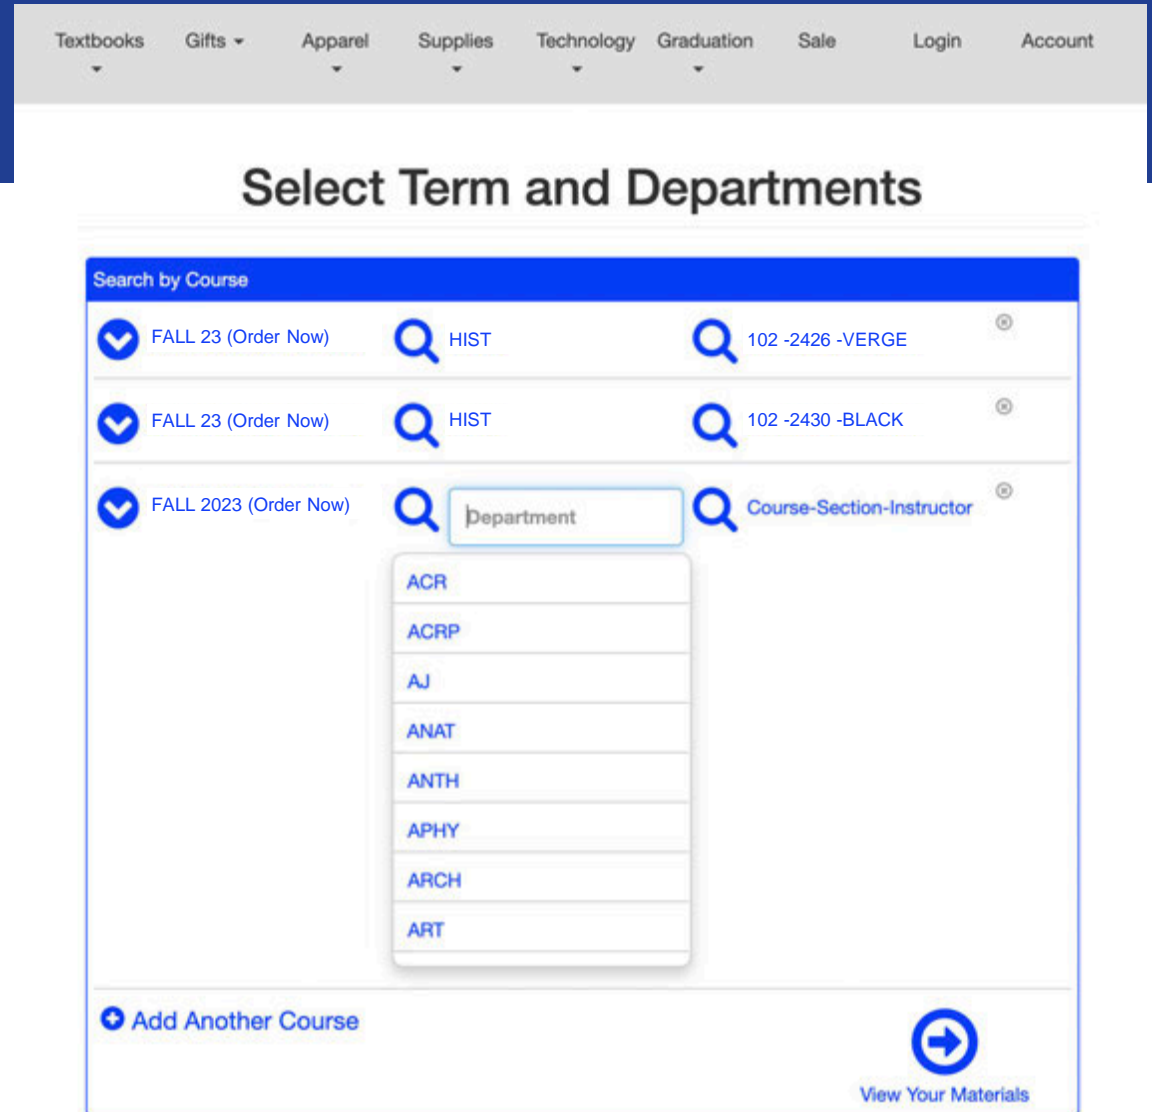 Textbooks Gifts Apparel Supplies Technology Graduation Sale Login Account
Select Term and Departments
Search by Course
FALL 23 (Order Now) HIST 102 -2426 -VERGE
FALL 23 (Order Now) HIST 102 -2430 -BLACK
FALL 2023 (Order Now) Department Course-Section-Instructor
ACR
ACRP
AJ
ANAT
ANTH
APHY
ARCH
ART
Add Another Course
View Your Materials